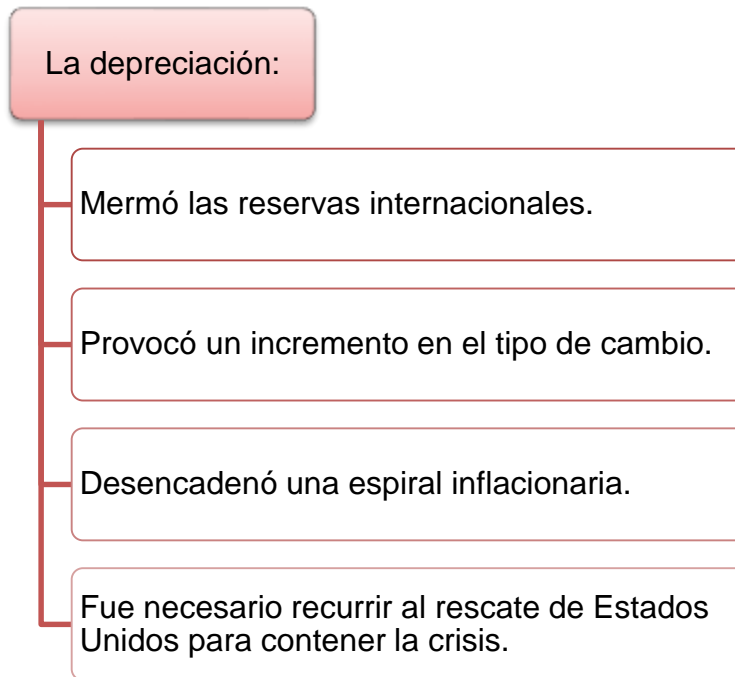 La depreciación:
Mermó las reservas internacionales.
Provocó un incremento en el tipo de cambio.
Desencadenó una espiral inflacionaria.
Fue necesario recurrir al rescate de Estados
Unidos para contener la crisis.